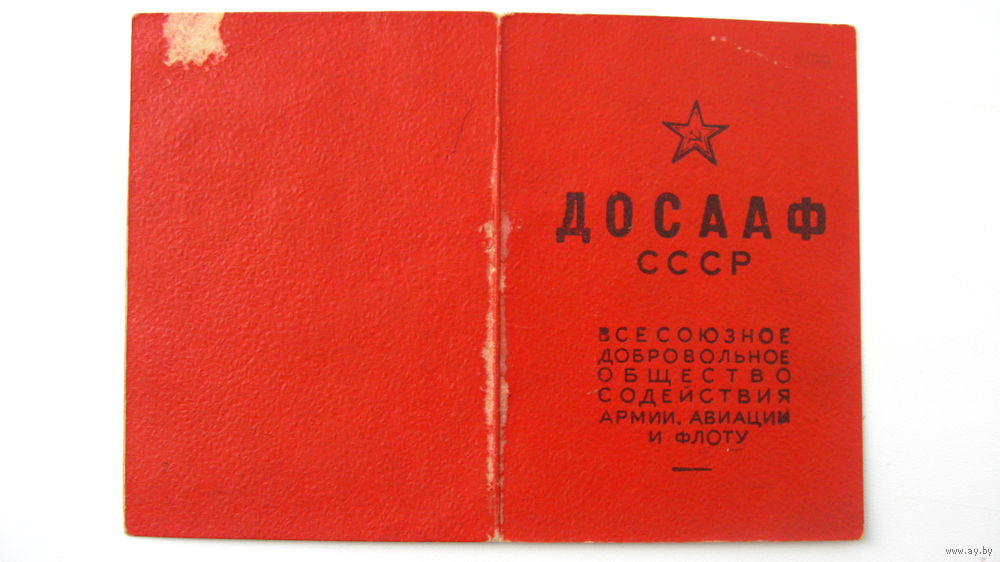 ДОСААФ
СССР
ВСЕСОЮЗНОЕ
ДОБРОВОЛЬНОЕ
ОБЩЕСТВО
СОДЕЙСТВИЯ
АРМИИ, АВИАЦИИ
И ФЛОТУ
www.ay.by